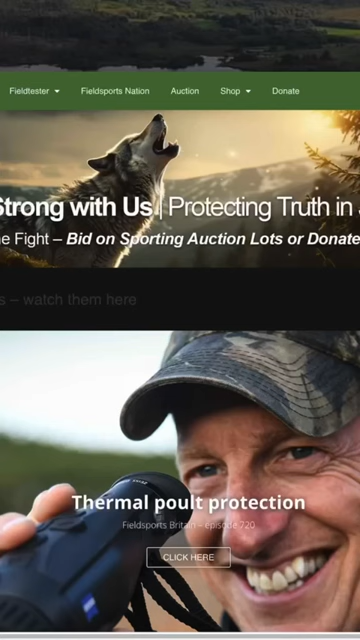 Fieldtester Fieldsports Nation Auction Shop Donate
Strong with Us | Protecting Truth in
e Fight – Bid on Sporting Auction Lots or Donate
s – watch them here
Thermal poult protection
Fieldsports Britain – episode 720
CLICK HERE